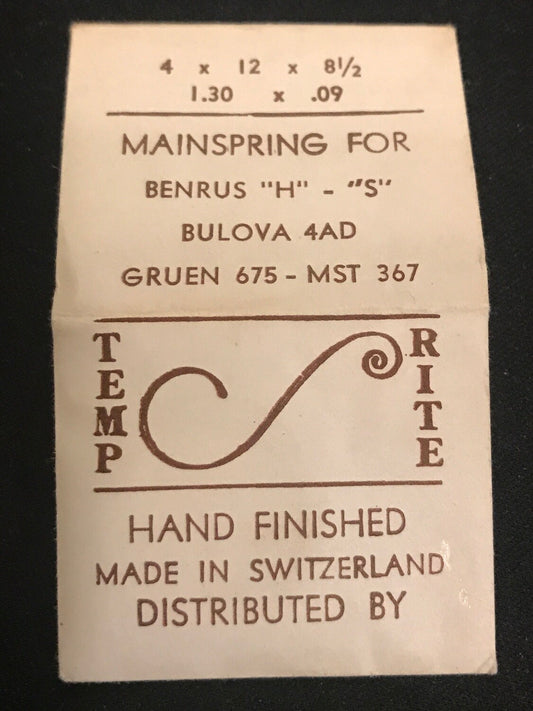 4 x 12 x 8½
1.30 x .09
MAINSPRING FOR
BENRUS "H" - "S"
BULOVA 4AD
GRUEN 675 - MST 367
TEMP
RITE
HAND FINISHED
MADE IN SWITZERLAND
DISTRIBUTED BY